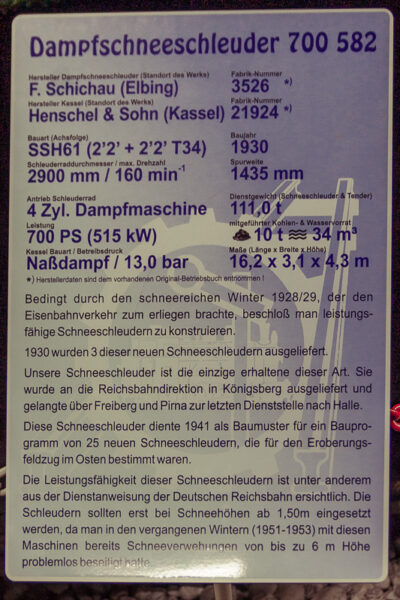 Dampfschneeschleuder 700 582
Hersteller Dampfschneeschleuder (Standort des Werks) Fabrik-Nummer
F. Schichau (Elbing) 3526 *)
Hersteller Kessel (Standort des Werks) Fabrik-Nummer
Henschel & Sohn (Kassel) 21924 *)
Bauart (Achsfolge) Baujahr
SSH61 (2'2' + 2'2' T34) 1930
Schleuderraddurchmesser / max. Drehzahl Spurweite
2900 mm / 160 min-1 1435 mm
Antrieb Schleuderrad Dienstgewicht (Schneeschleuder & Tender)
4 Zyl. Dampfmaschine 111,0 t
Leistung mitgeführter Kohlen- & Wasservorrat
700 PS (515 kW) 10 t 34 m³
Kessel Bauart / Betriebsdruck Maße (Länge x Breite x Höhe)
Naßdampf / 13,0 bar 16,2 x 3,1 x 4,3 m
*) Herstellerdaten sind dem vorhandenen Original-Betriebsbuch entnommen !
Bedingt durch den schneereichen Winter 1928/29, der den
Eisenbahnverkehr zum erliegen brachte, beschloß man leistungs-
fähige Schneeschleudern zu konstruieren.
1930 wurden 3 dieser neuen Schneeschleudern ausgeliefert.
Unsere Schneeschleuder ist die einzige erhaltene dieser Art. Sie
wurde an die Reichsbahndirektion in Königsberg ausgeliefert und
gelangte über Freiberg und Pirna zur letzten Dienststelle nach Halle.
Diese Schneeschleuder diente 1941 als Baumuster für ein Baupro-
gramm von 25 neuen Schneeschleudern, die für den Eroberungs-
feldzug im Osten bestimmt waren.
Die Leistungsfähigkeit dieser Schneeschleudern ist unter anderem
aus der Dienstanweisung der Deutschen Reichsbahn ersichtlich. Die
Schleudern sollten erst bei Schneehöhen ab 1,50m eingesetzt
werden, da man in den vergangenen Wintern (1951-1953) mit diesen
Maschinen bereits Schneeverwehungen von bis zu 6 m Höhe
problemlos beseitigt hatte.